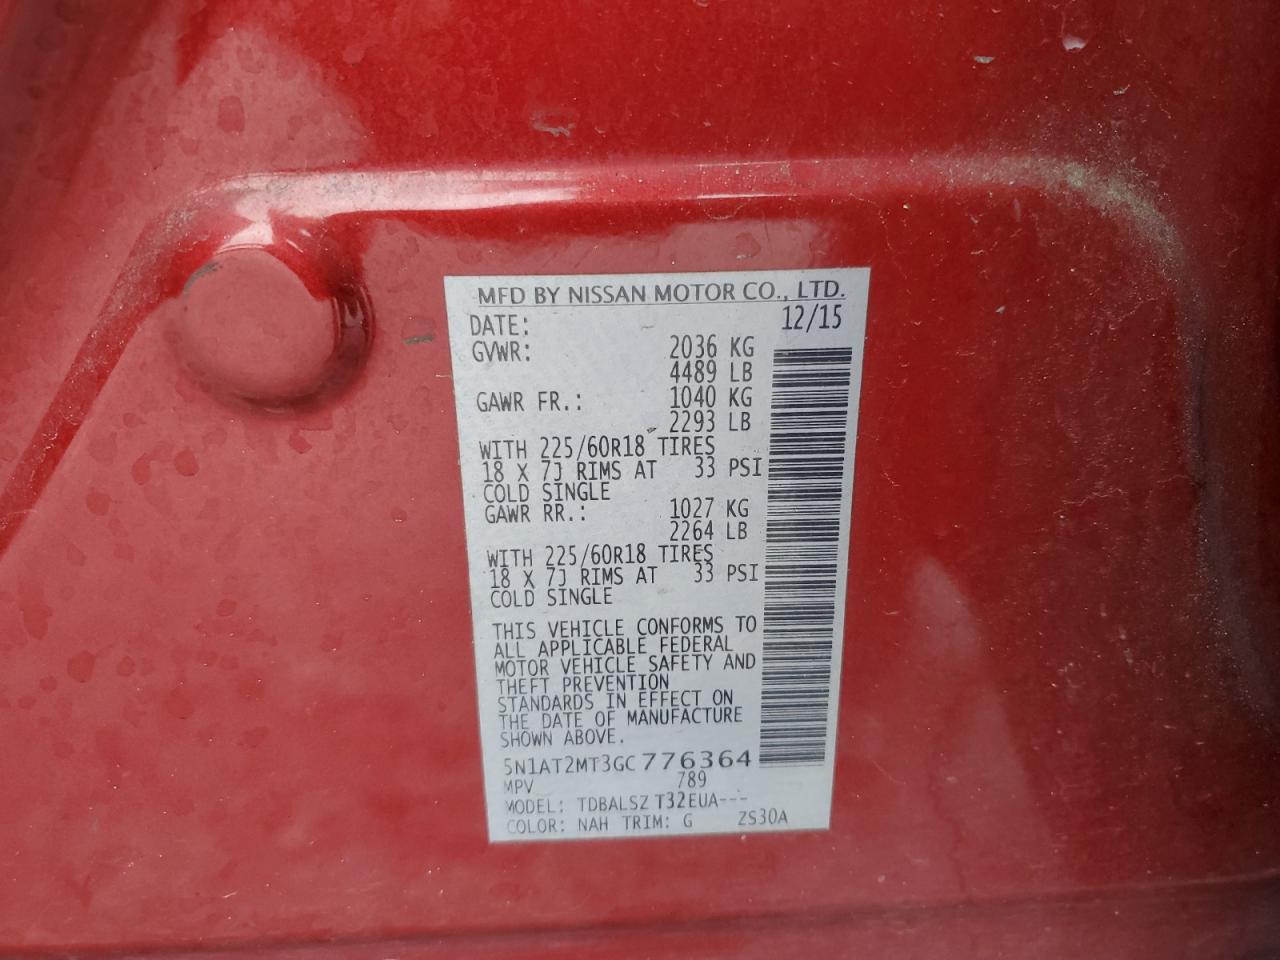 MFD BY NISSAN MOTOR CO., LTD.
DATE: 12/15
GVWR: 2036 KG
4489 LB
GAWR FR.: 1040 KG
2293 LB
WITH 225/60R18 TIRES
18 X 7J RIMS AT 33 PSI
COLD SINGLE
GAWR RR.: 1027 KG
2264 LB
WITH 225/60R18 TIRES
18 X 7J RIMS AT 33 PSI
COLD SINGLE
THIS VEHICLE CONFORMS TO
ALL APPLICABLE FEDERAL
MOTOR VEHICLE SAFETY AND
THEFT PREVENTION
STANDARDS IN EFFECT ON
THE DATE OF MANUFACTURE
SHOWN ABOVE.
5N1AT2MT3GC776364
MPV 789
MODEL: TDBALSZ T32EUA---
COLOR: NAH TRIM: G ZS30A